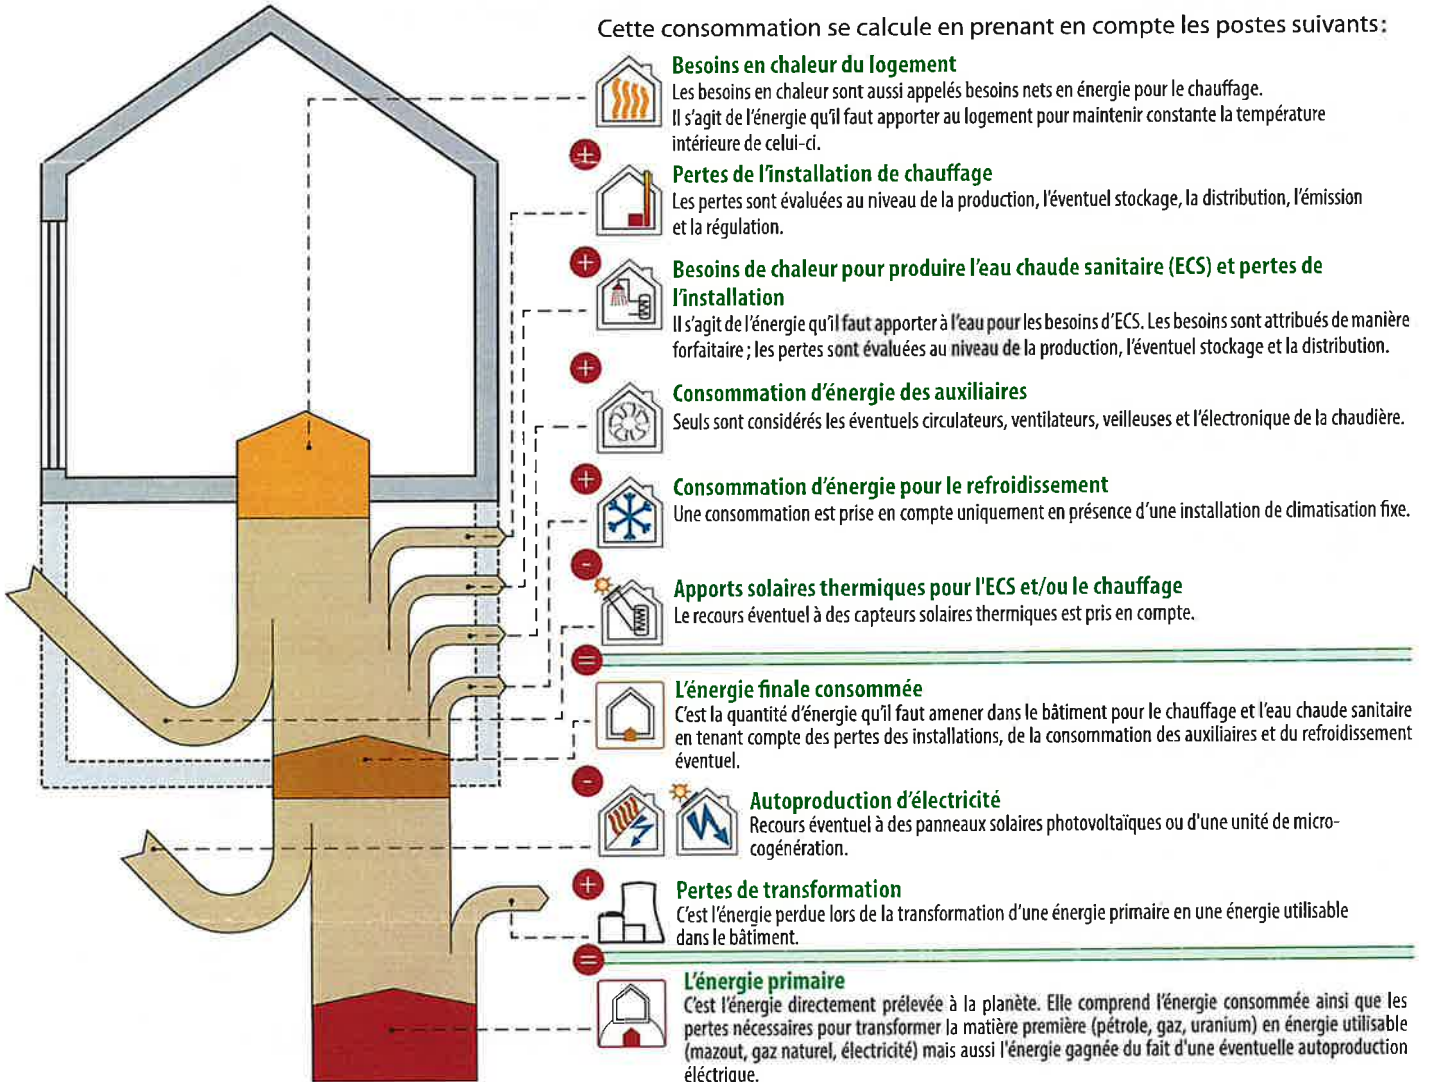 Cette consommation se calcule en prenant en compte les postes suivants:
Besoins en chaleur du logement
Les besoins en chaleur sont aussi appelés besoins nets en énergie pour le chauffage.
Il s'agit de l'énergie qu'il faut apporter au logement pour maintenir constante la température
intérieure de celui-ci.
+
Pertes de l'installation de chauffage
Les pertes sont évaluées au niveau de la production, l'éventuel stockage, la distribution, l'émission
et la régulation.
+
Besoins de chaleur pour produire l'eau chaude sanitaire (ECS) et pertes de
l'installation
Il s'agit de l'énergie qu'il faut apporter à l'eau pour les besoins d'ECS. Les besoins sont attribués de manière
forfaitaire ; les pertes sont évaluées au niveau de la production, l'éventuel stockage et la distribution.
+
Consommation d'énergie des auxiliaires
Seuls sont considérés les éventuels circulateurs, ventilateurs, veilleuses et l'électronique de la chaudière.
+
Consommation d'énergie pour le refroidissement
Une consommation est prise en compte uniquement en présence d'une installation de climatisation fixe.
-
Apports solaires thermiques pour l'ECS et/ou le chauffage
Le recours éventuel à des capteurs solaires thermiques est pris en compte.
=
L'énergie finale consommée
C'est la quantité d'énergie qu'il faut amener dans le bâtiment pour le chauffage et l'eau chaude sanitaire
en tenant compte des pertes des installations, de la consommation des auxiliaires et du refroidissement
éventuel.
-
Autoproduction d'électricité
Recours éventuel à des panneaux solaires photovoltaïques ou d'une unité de micro-
cogénération.
+
Pertes de transformation
C'est l'énergie perdue lors de la transformation d'une énergie primaire en une énergie utilisable
dans le bâtiment.
=
L'énergie primaire
C'est l'énergie directement prélevée à la planète. Elle comprend l'énergie consommée ainsi que les
pertes nécessaires pour transformer la matière première (pétrole, gaz, uranium) en énergie utilisable
(mazout, gaz naturel, électricité) mais aussi l'énergie gagnée du fait d'une éventuelle autoproduction
éléctrique.